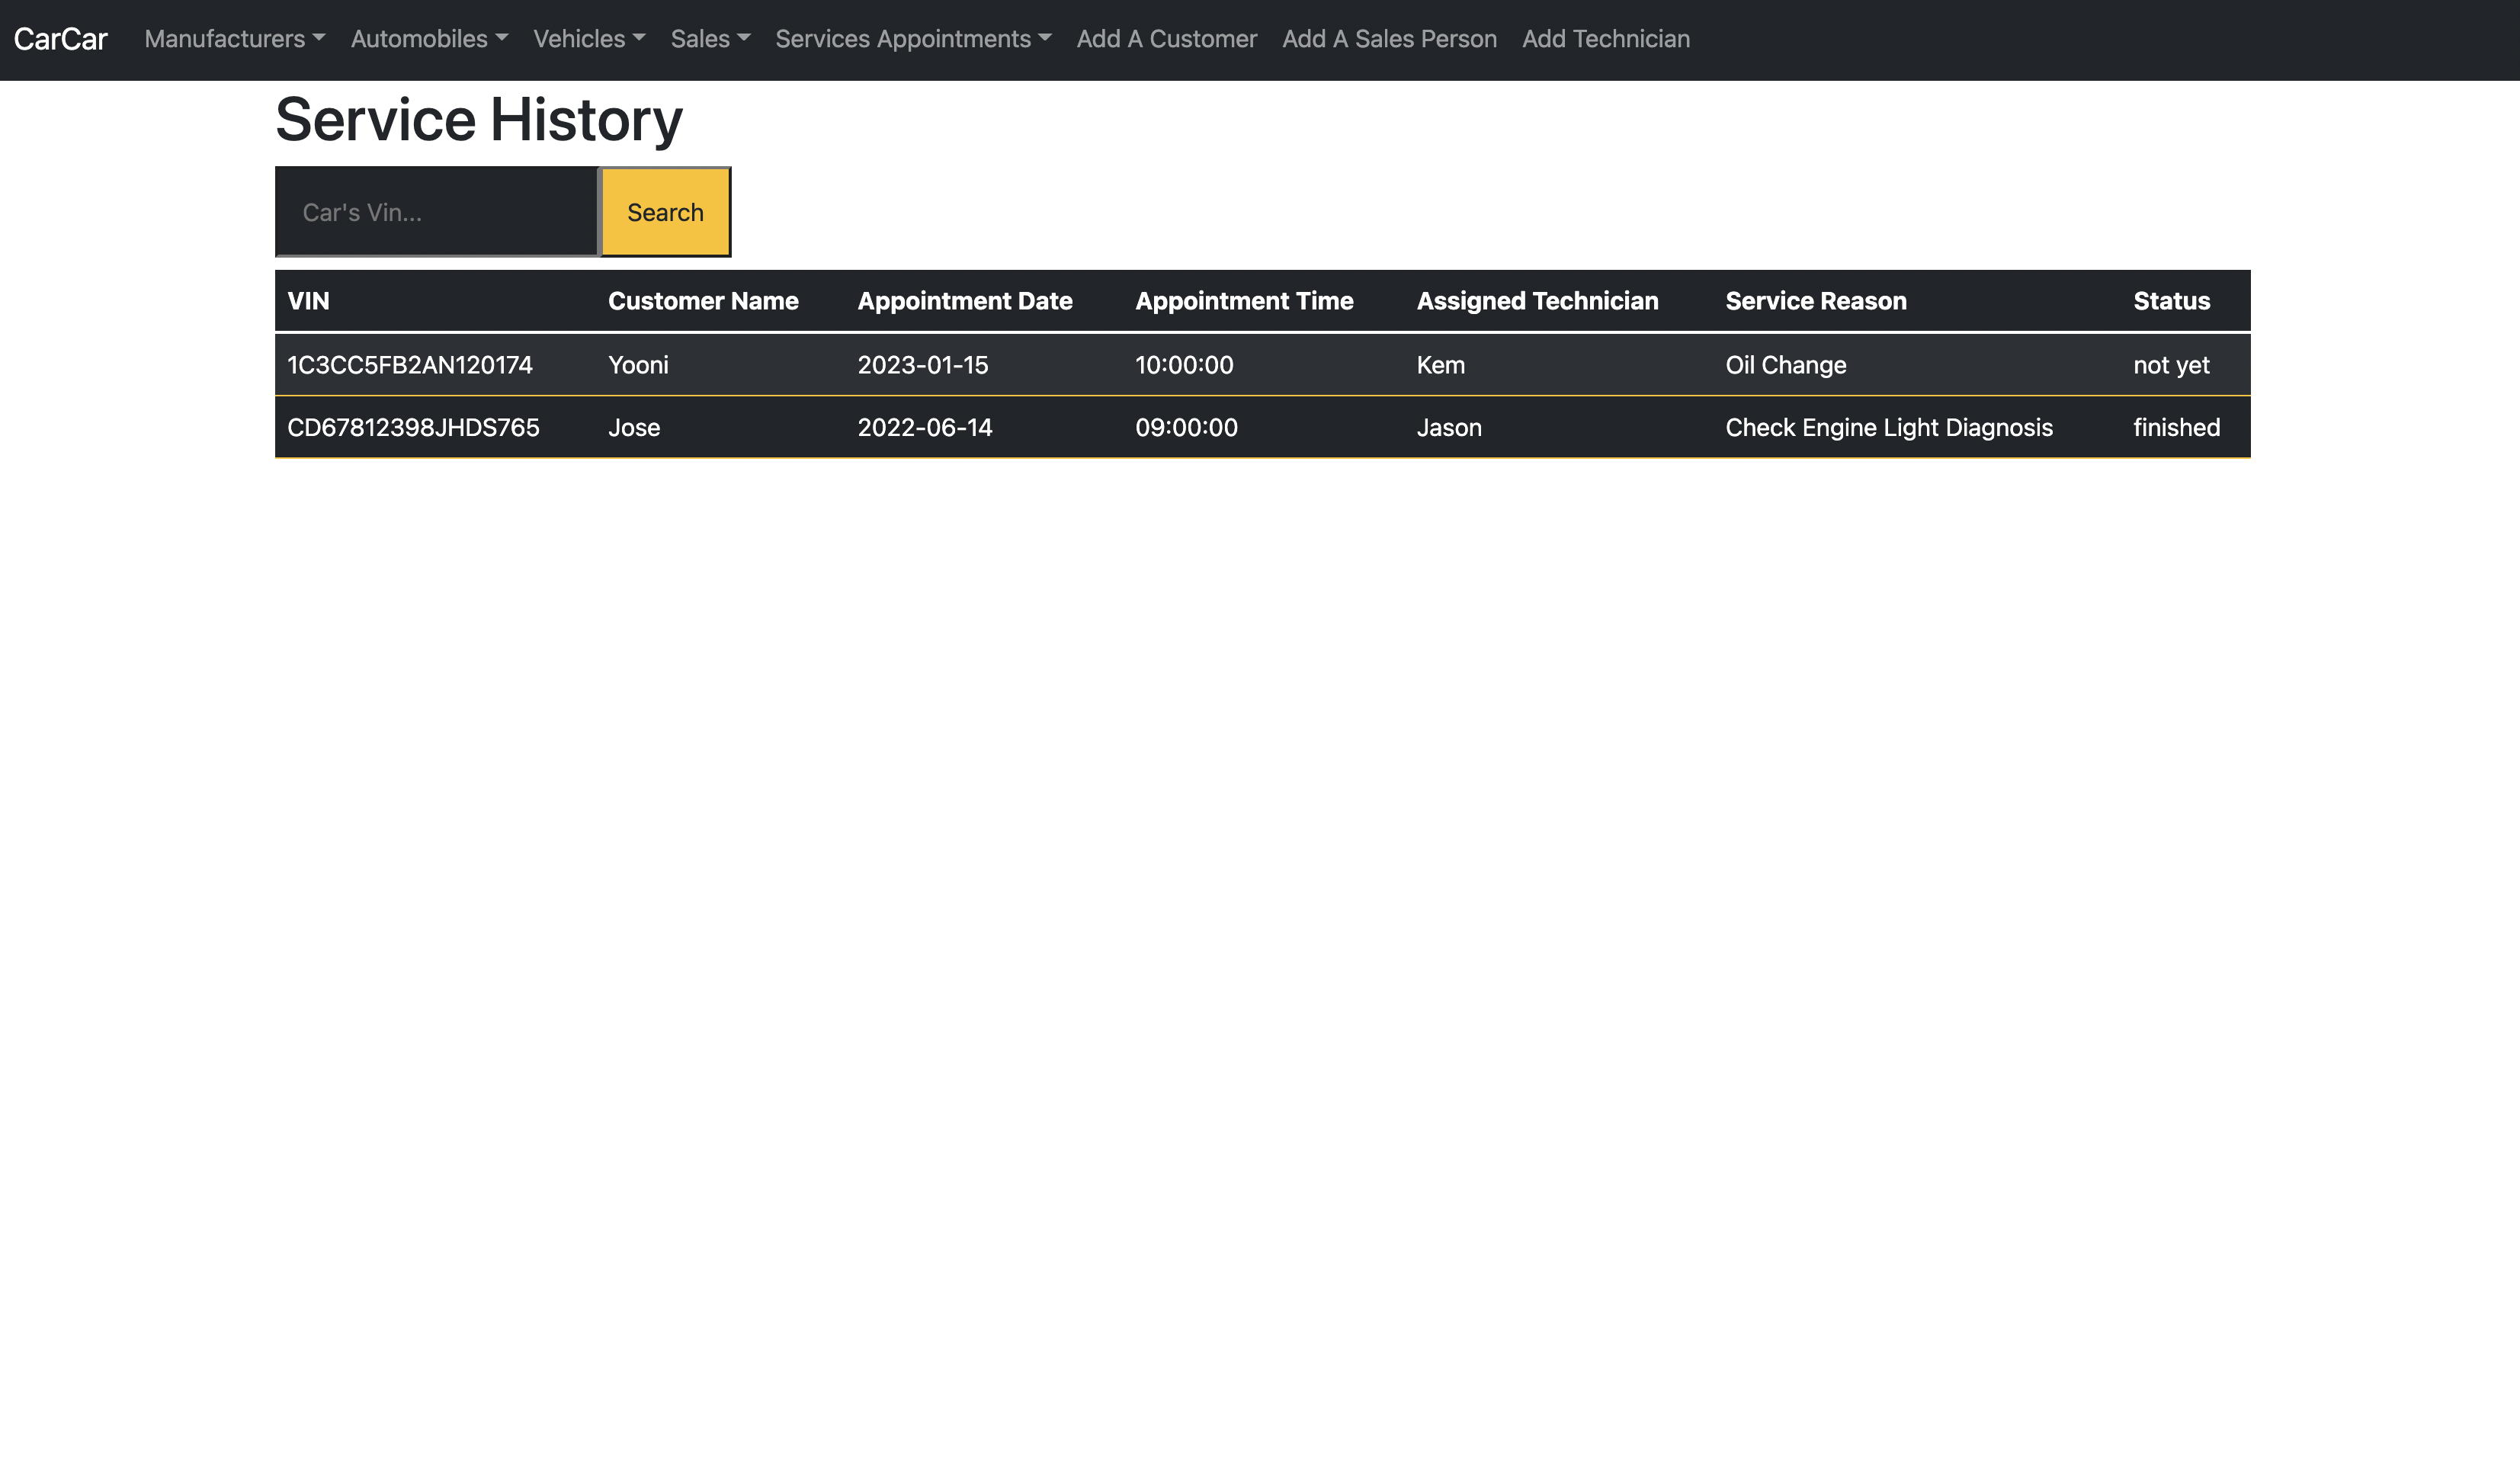 CarCar Manufacturers Automobiles Vehicles Sales Services Appointments Add A Customer Add A Sales Person Add Technician
Service History
Car's Vin... Search
VIN Customer Name Appointment Date Appointment Time Assigned Technician Service Reason Status
1C3CC5FB2AN120174 Yooni 2023-01-15 10:00:00 Kem Oil Change not yet
CD67812398JHDS765 Jose 2022-06-14 09:00:00 Jason Check Engine Light Diagnosis finished